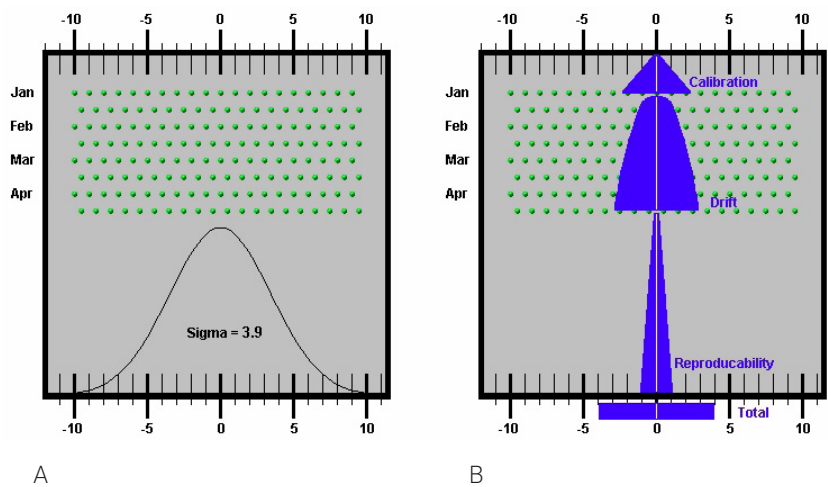 -10 -5 0 5 10
Jan
Feb
Mar
Apr
Sigma = 3.9
-10 -5 0 5 10
A
-10 -5 0 5 10
Calibration
Jan
Feb
Mar
Apr
Drift
Reproducability
Total
-10 -5 0 5 10
B